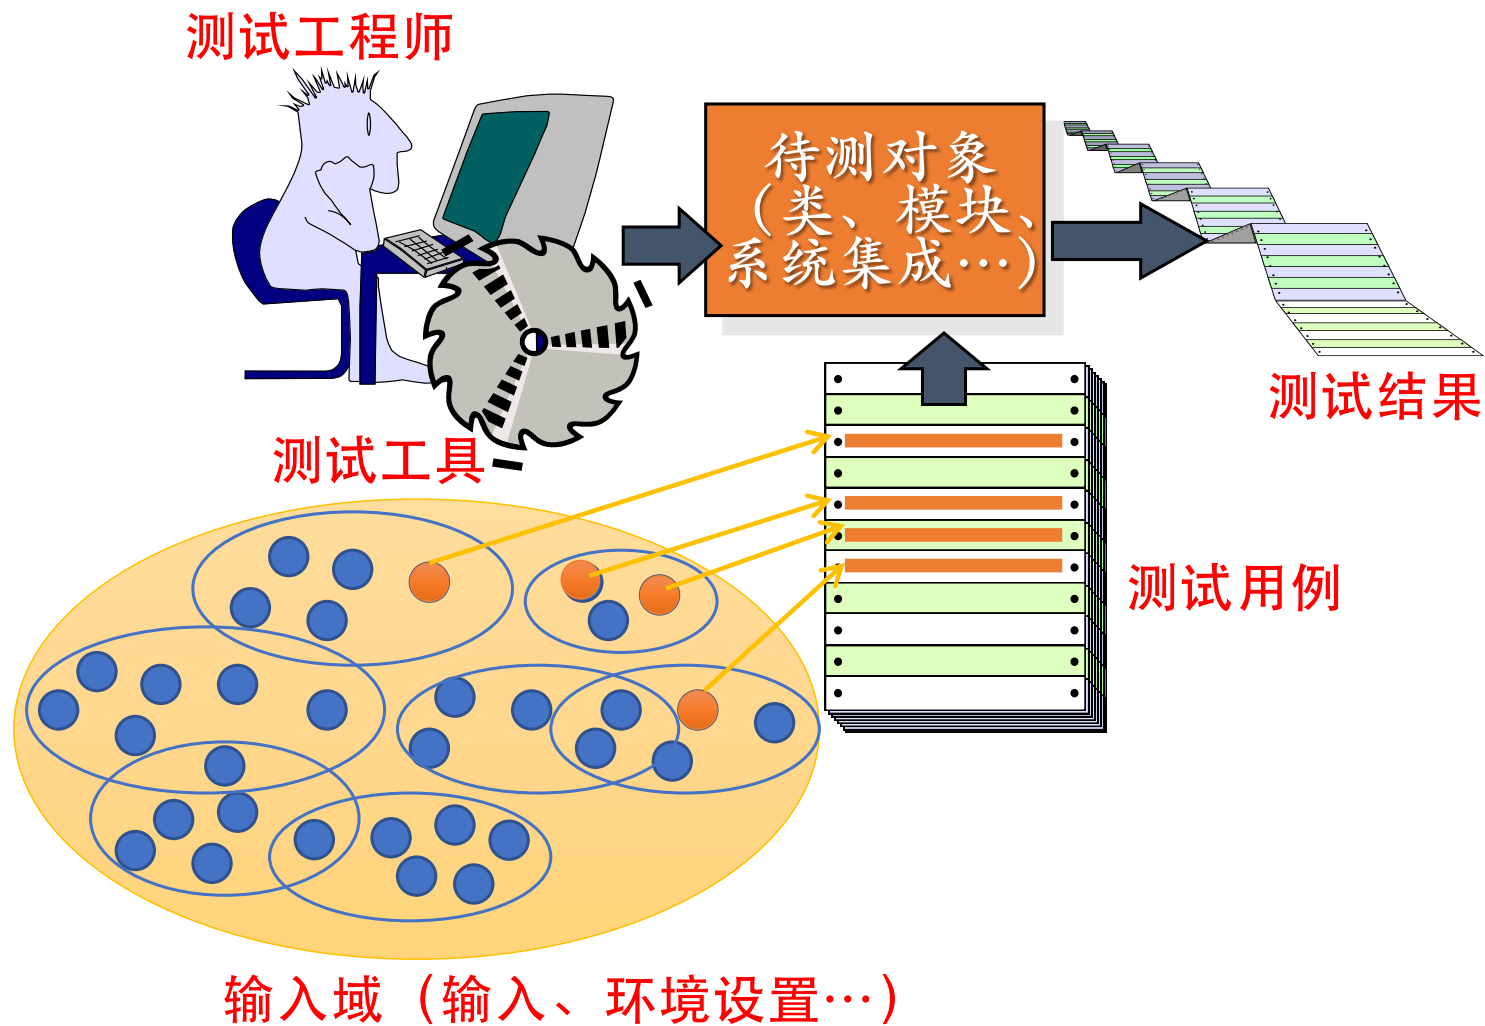 测试工程师
待测对象
（类、模块、
系统集成…）
测试结果
测试工具
测试用例
输入域（输入、环境设置…）